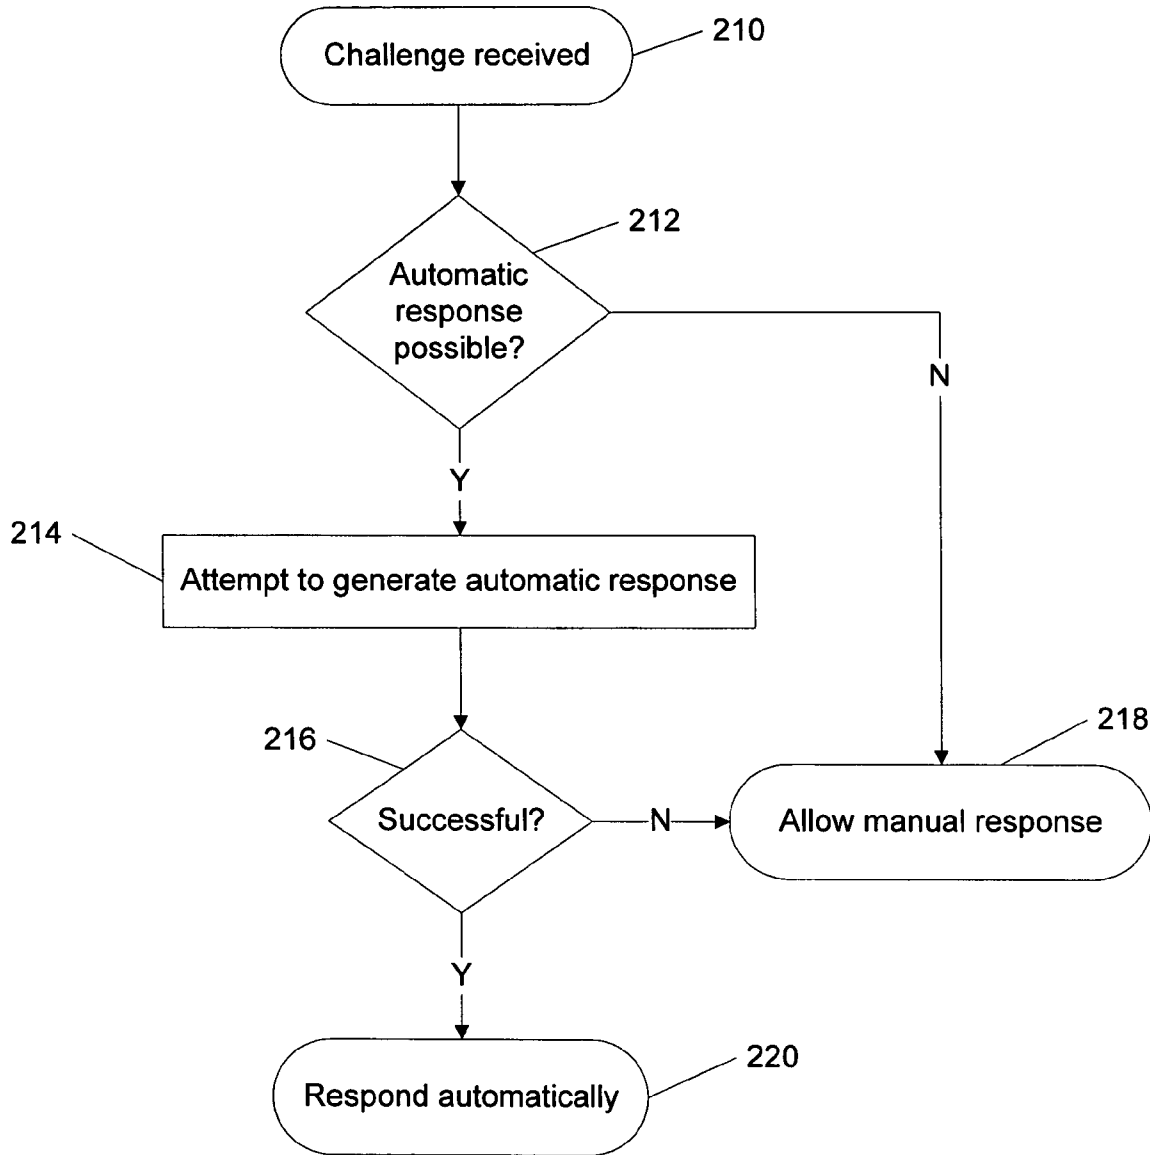 Challenge received
210
212
Automatic
response
possible?
N
Y
214
Attempt to generate automatic response
216
Successful?
N
218
Allow manual response
Y
220
Respond automatically